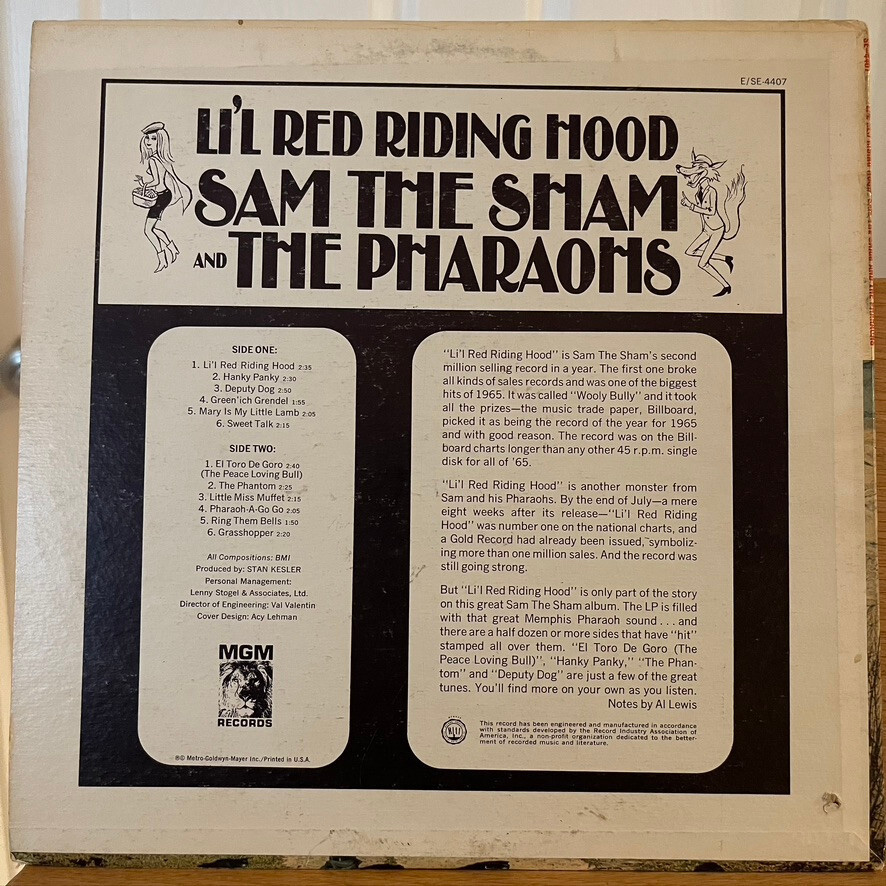 E/SE-4407
LI'L RED RIDING HOOD
SAM THE SHAM
AND THE PHARAOHS
SIDE ONE:
1. Li'l Red Riding Hood 2:35
2. Hanky Panky 2:30
3. Deputy Dog 2:50
4. Green'ich Grendel 1:55
5. Mary Is My Little Lamb 2:05
6. Sweet Talk 2:15
SIDE TWO:
1. El Toro De Goro 2:40
(The Peace Loving Bull)
2. The Phantom 2:25
3. Little Miss Muffet 2:15
4. Pharaoh-A-Go Go 2:05
5. Ring Them Bells 1:50
6. Grasshopper 2:20
All Compositions: BMI
Produced by: STAN KESLER
Personal Management:
Lenny Stogel & Associates, Ltd.
Director of Engineering: Val Valentin
Cover Design: Acy Lehman
MGM
RECORDS
℗© Metro-Goldwyn-Mayer Inc./Printed in U.S.A.
"Li'l Red Riding Hood" is Sam The Sham's second
million selling record in a year. The first one broke
all kinds of sales records and was one of the biggest
hits of 1965. It was called "Wooly Bully" and it took
all the prizes—the music trade paper, Billboard,
picked it as being the record of the year for 1965
and with good reason. The record was on the Bill-
board charts longer than any other 45 r.p.m. single
disk for all of '65.
"Li'l Red Riding Hood" is another monster from
Sam and his Pharaohs. By the end of July—a mere
eight weeks after its release—"Li'l Red Riding
Hood" was number one on the national charts, and
a Gold Record had already been issued, symboliz-
ing more than one million sales. And the record was
still going strong.
But "Li'l Red Riding Hood" is only part of the story
on this great Sam The Sham album. The LP is filled
with that great Memphis Pharaoh sound . . . and
there are a half dozen or more sides that have "hit"
stamped all over them. "El Toro De Goro (The
Peace Loving Bull)", "Hanky Panky," "The Phan-
tom" and "Deputy Dog" are just a few of the great
tunes. You'll find more on your own as you listen.
Notes by Al Lewis
This record has been engineered and manufactured in accordance
with standards developed by the Record Industry Association of
America, Inc., a non-profit organization dedicated to the better-
ment of recorded music and literature.